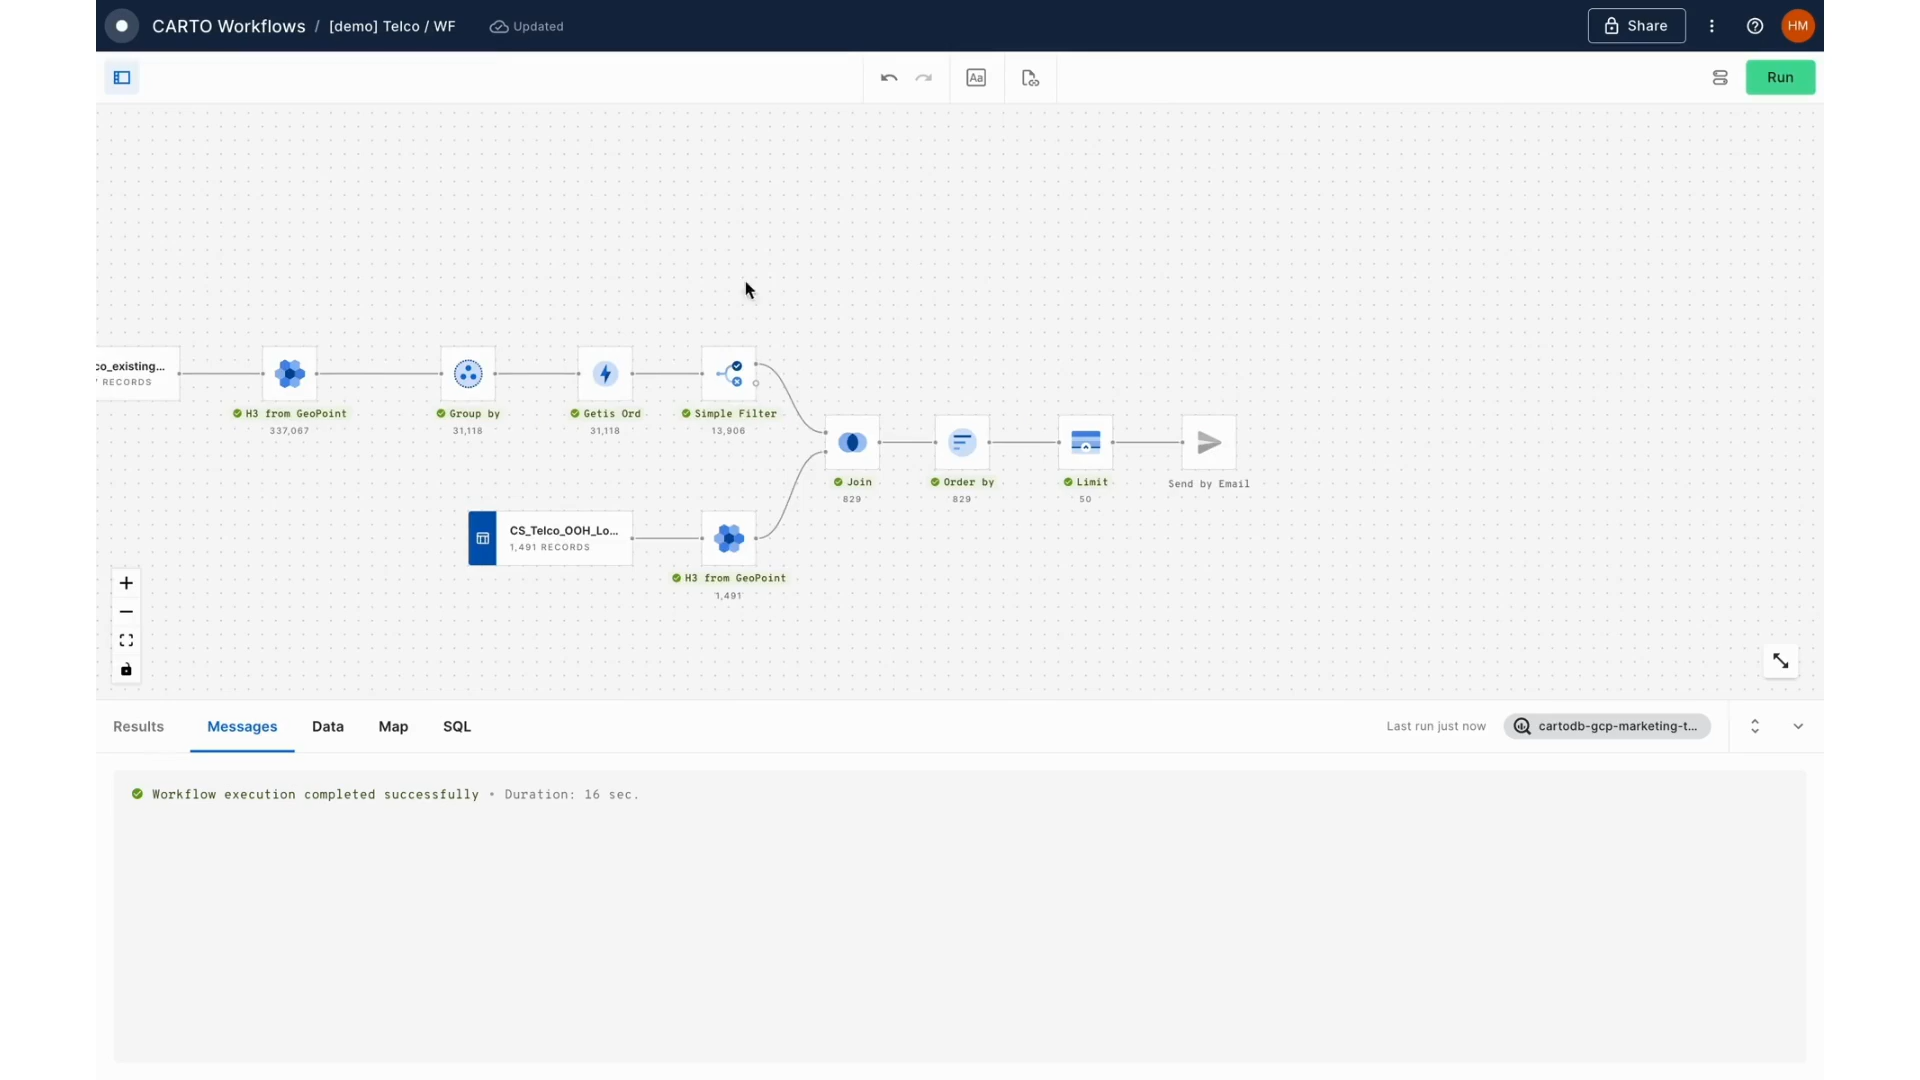 CARTO Workflows / [demo] Telco / WF Updated Share HM
Aa Run
co_existing...
7 RECORDS
H3 from GeoPoint
337,067
Group by
31,118
Getis Ord
31,118
Simple Filter
13,906
Join
829
Order by
829
Limit
50
Send by Email
CS_Telco_OOH_Lo...
1,491 RECORDS
H3 from GeoPoint
1,491
Results Messages Data Map SQL Last run just now cartodb-gcp-marketing-t...
Workflow execution completed successfully • Duration: 16 sec.